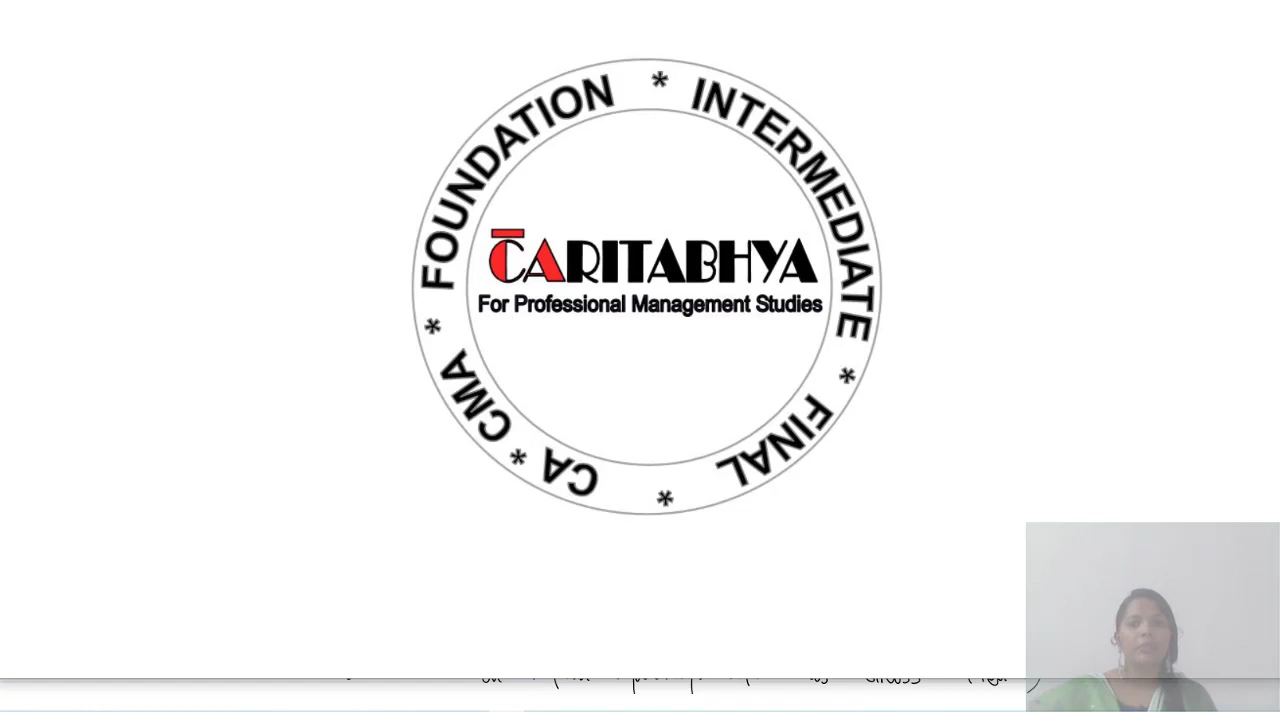 FOUNDATION * INTERMEDIATE * FINAL * CA * CMA *
CARITABHYA
For Professional Management Studies